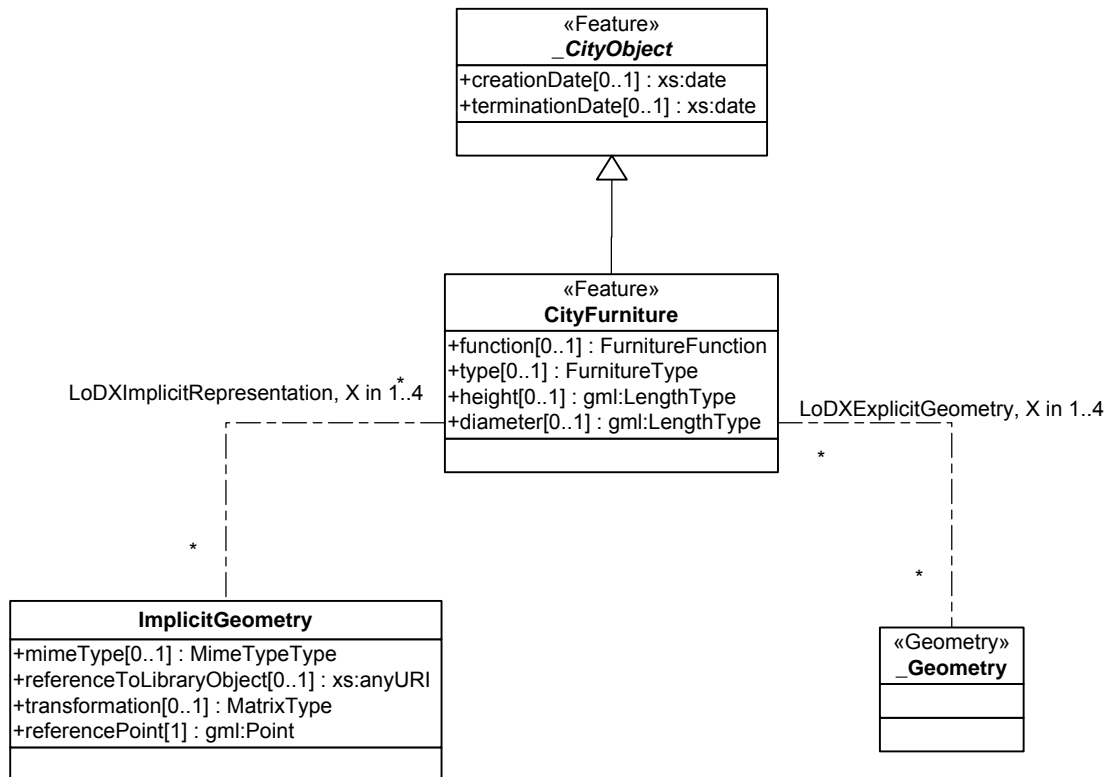 «Feature»
_CityObject
+creationDate[0..1] : xs:date
+terminationDate[0..1] : xs:date
«Feature»
CityFurniture
+function[0..1] : FurnitureFunction
+type[0..1] : FurnitureType
+height[0..1] : gml:LengthType
+diameter[0..1] : gml:LengthType
*
LoDXImplicitRepresentation, X in 1..4
LoDXExplicitGeometry, X in 1..4
*
*
*
ImplicitGeometry
+mimeType[0..1] : MimeTypeType
+referenceToLibraryObject[0..1] : xs:anyURI
+transformation[0..1] : MatrixType
+referencePoint[1] : gml:Point
«Geometry»
_Geometry